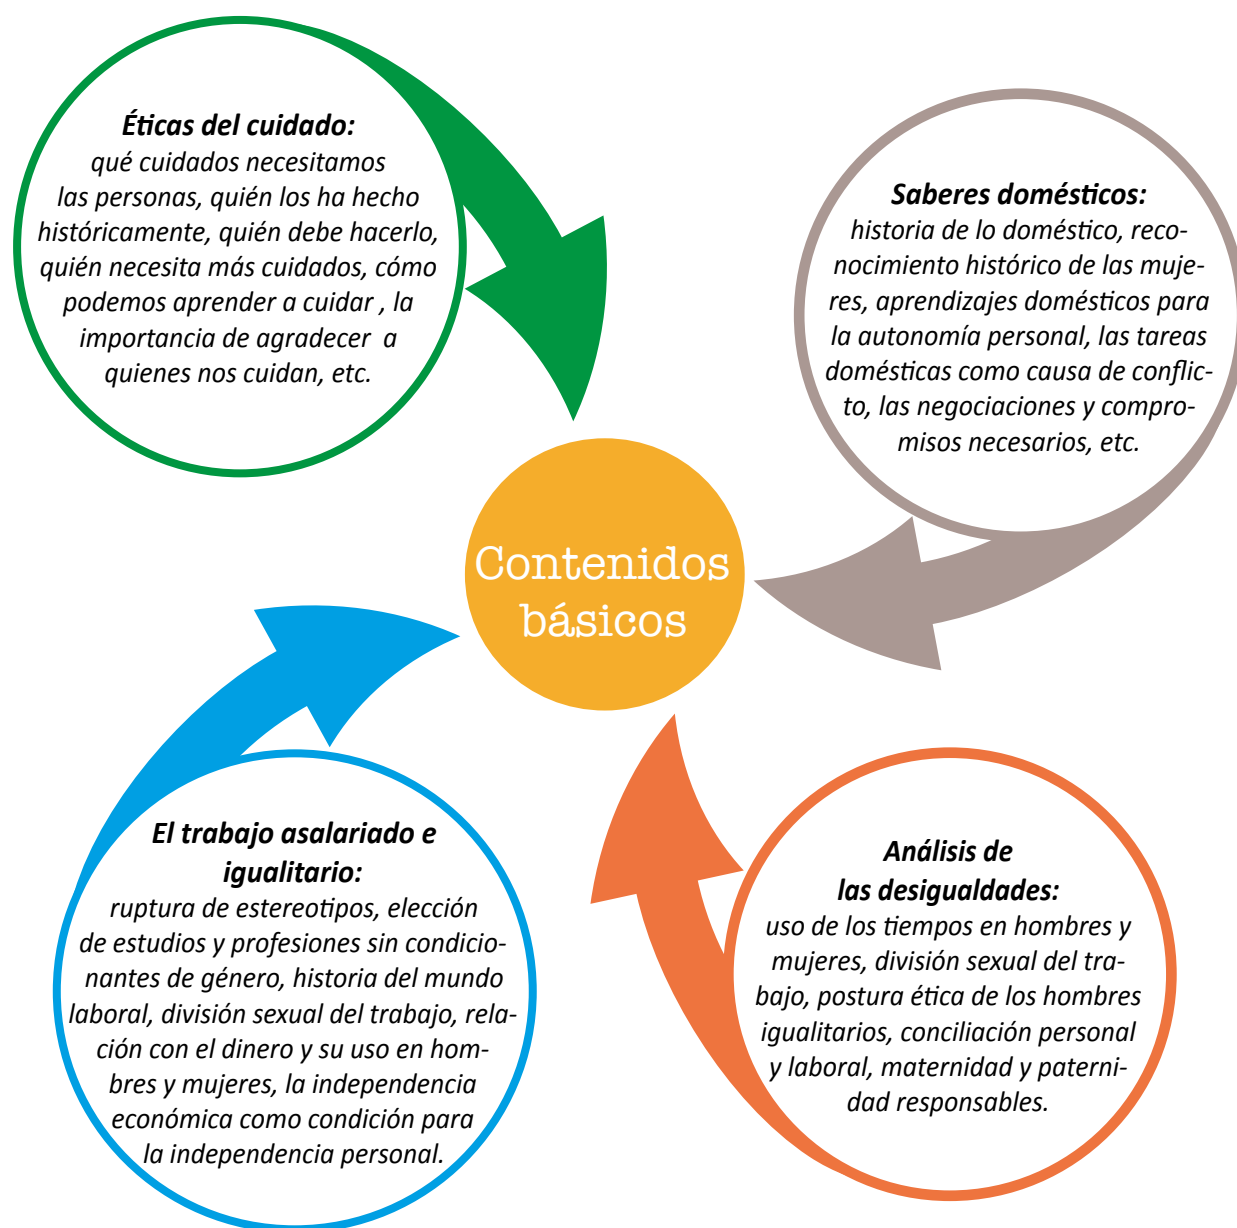 Éticas del cuidado:
qué cuidados necesitamos
las personas, quién los ha hecho
históricamente, quién debe hacerlo,
quién necesita más cuidados, cómo
podemos aprender a cuidar , la
importancia de agradecer  a
quienes nos cuidan, etc.
Saberes domésticos:
historia de lo doméstico, reco-
nocimiento histórico de las muje-
res, aprendizajes domésticos para
la autonomía personal, las tareas
domésticas como causa de conflic-
to, las negociaciones y compro-
misos necesarios, etc.
Contenidos
básicos
El trabajo asalariado e
igualitario:
ruptura de estereotipos, elección
de estudios y profesiones sin condicio-
nantes de género, historia del mundo
laboral, división sexual del trabajo, rela-
ción con el dinero y su uso en hom-
bres y mujeres, la independencia
económica como condición para
la independencia personal.
Análisis de
las desigualdades:
uso de los tiempos en hombres y
mujeres, división sexual del tra-
bajo, postura ética de los hombres
igualitarios, conciliación personal
y laboral, maternidad y paterni-
dad responsables.